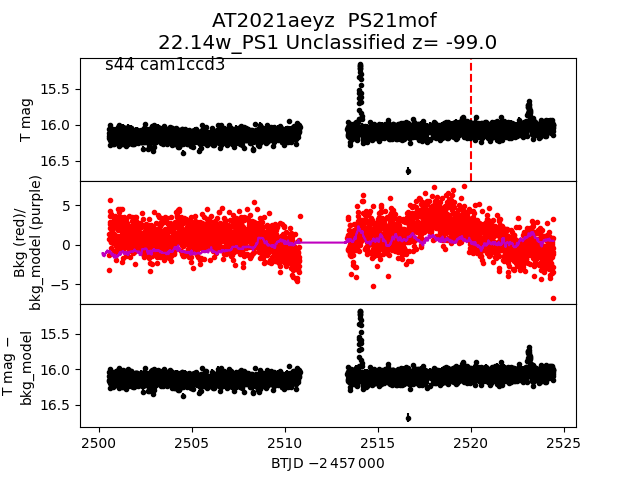 AT2021aeyz  PS21mof
22.14w_PS1 Unclassified z= -99.0
s44 cam1ccd3
T mag
15.5
16.0
16.5
Bkg (red)/
bkg_model (purple)
5
0
−5
T mag −
bkg_model
15.5
16.0
16.5
2500
2505
2510
2515
2520
2525
BTJD −2 457 000